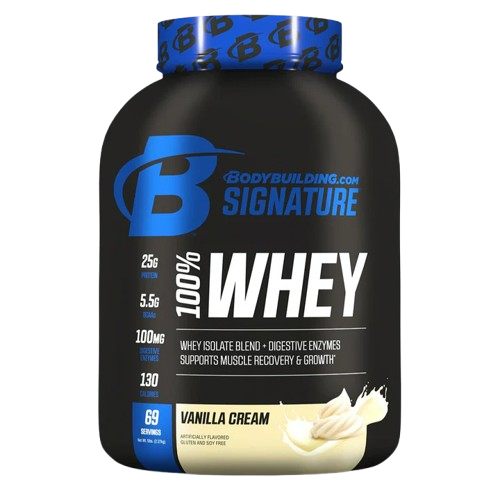 B
BODYBUILDING.COM
SIGNATURE
100% WHEY
25G
PROTEIN
5.5G
BCAAs
100MG
DIGESTIVE
ENZYMES
130
CALORIES
69
SERVINGS
WHEY ISOLATE BLEND + DIGESTIVE ENZYMES
SUPPORTS MUSCLE RECOVERY & GROWTH*
VANILLA CREAM
ARTIFICIALLY FLAVORED
GLUTEN AND SOY FREE